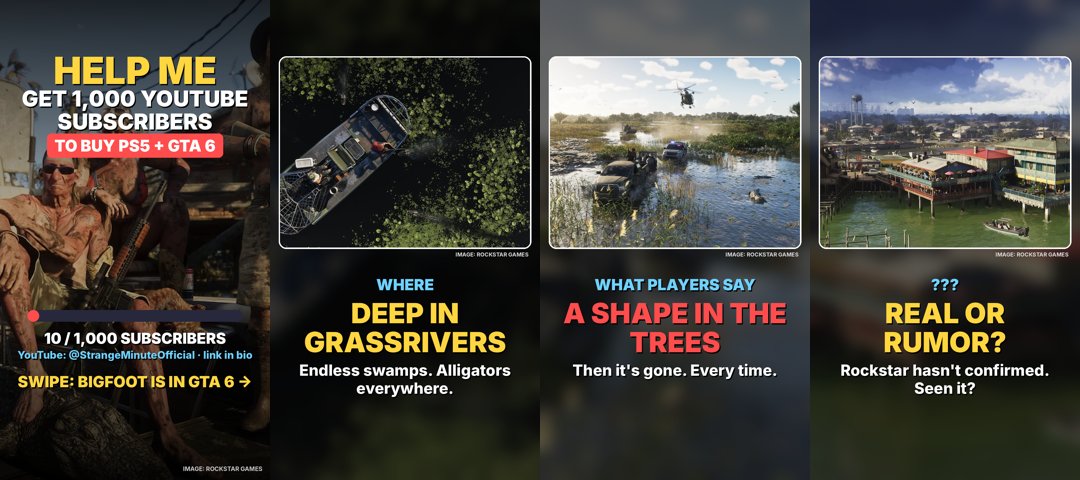 HELP ME
GET 1,000 YOUTUBE
SUBSCRIBERS
TO BUY PS5 + GTA 6
10 / 1,000 SUBSCRIBERS
YouTube: @StrangeMinuteOfficial · link in bio
SWIPE: BIGFOOT IS IN GTA 6 →
IMAGE: ROCKSTAR GAMES
IMAGE: ROCKSTAR GAMES
WHERE
DEEP IN
GRASSRIVERS
Endless swamps. Alligators
everywhere.
IMAGE: ROCKSTAR GAMES
WHAT PLAYERS SAY
A SHAPE IN THE
TREES
Then it's gone. Every time.
IMAGE: ROCKSTAR GAMES
???
REAL OR
RUMOR?
Rockstar hasn't confirmed.
Seen it?